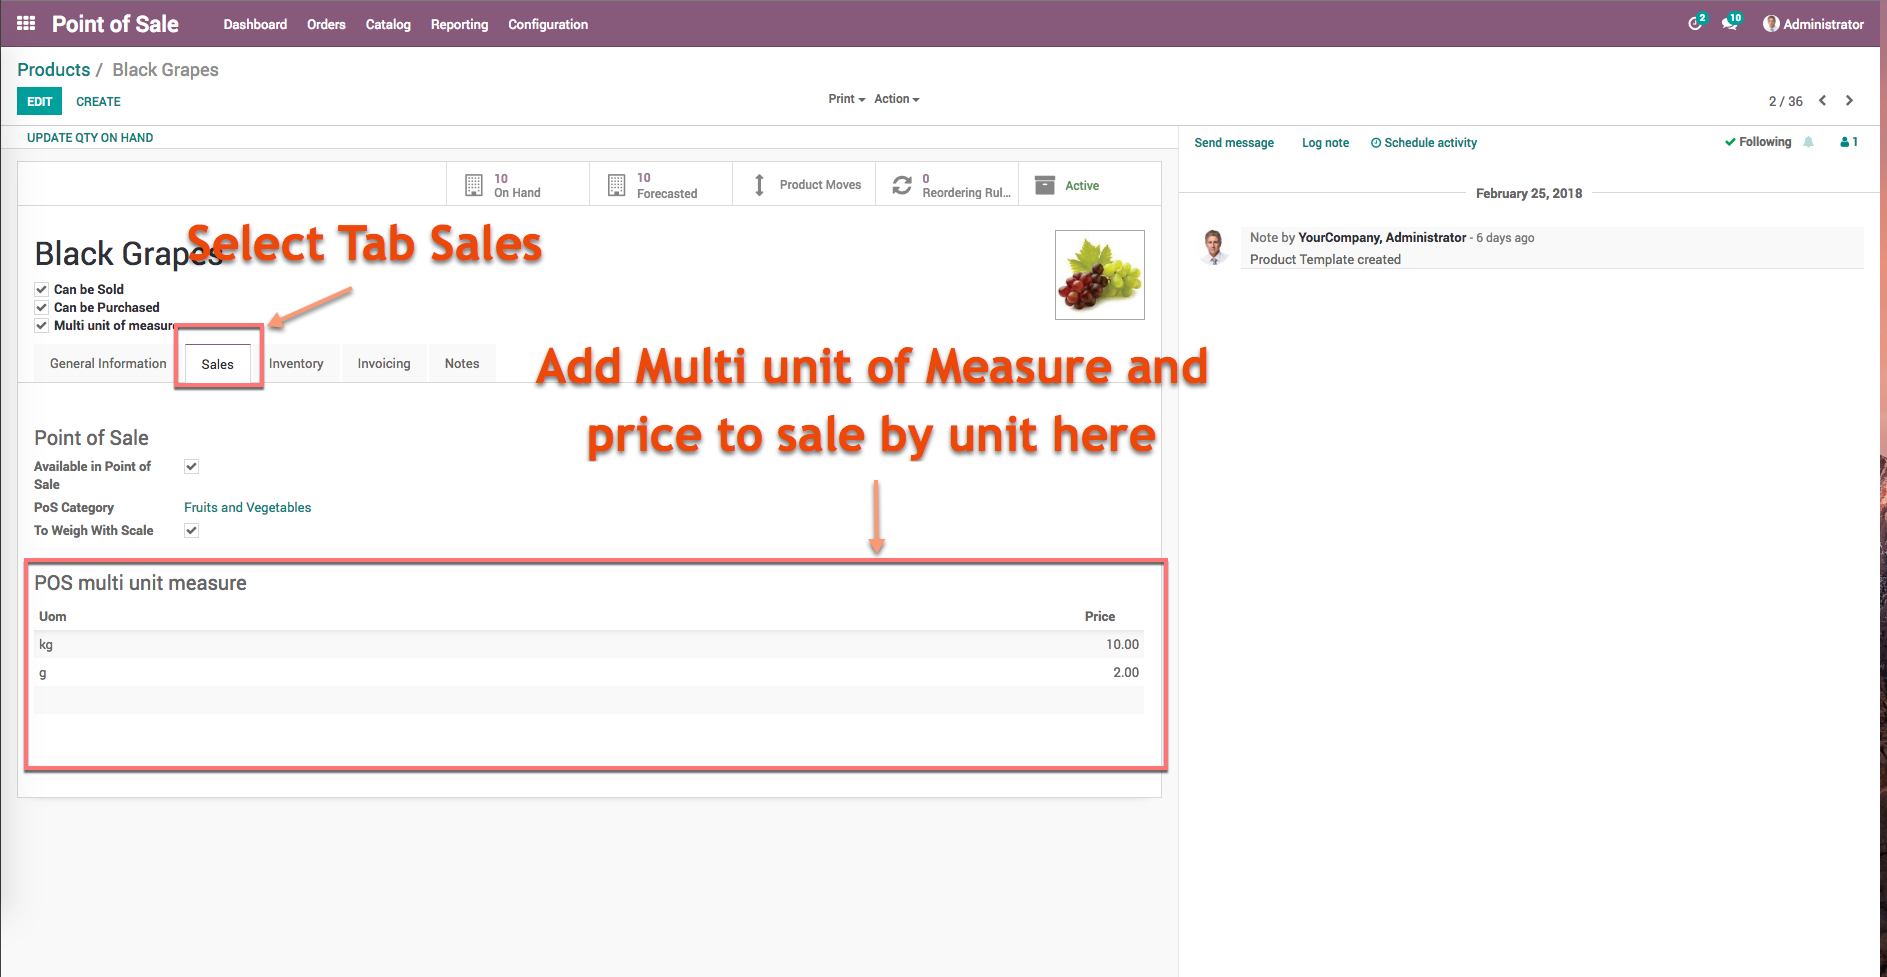 Point of Sale Dashboard Orders Catalog Reporting Configuration 2 10 Administrator
Products / Black Grapes
EDIT CREATE Print Action 2 / 36
UPDATE QTY ON HAND
Send message Log note Schedule activity Following 1
10 On Hand
10 Forecasted
Product Moves
0 Reordering Rul...
Active
February 25, 2018
Note by YourCompany, Administrator - 6 days ago
Product Template created
Select Tab Sales
Black Grapes
Can be Sold
Can be Purchased
Multi unit of measure
General Information Sales Inventory Invoicing Notes
Add Multi unit of Measure and
price to sale by unit here
Point of Sale
Available in Point of
Sale
PoS Category Fruits and Vegetables
To Weigh With Scale
POS multi unit measure
Uom Price
kg 10.00
g 2.00